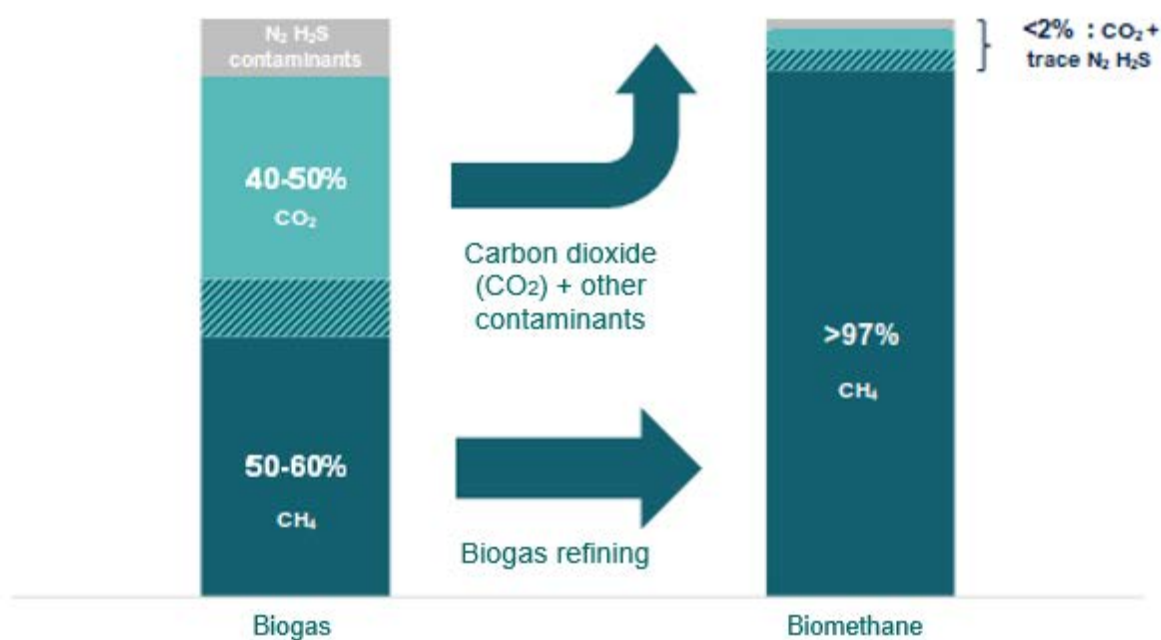 N₂ H₂S
contaminants
40-50%
CO₂
50-60%
CH₄
Biogas
Carbon dioxide
(CO2) + other
contaminants
Biogas refining
<2% : CO₂ +
trace N₂ H₂S
>97%
CH₄
Biomethane